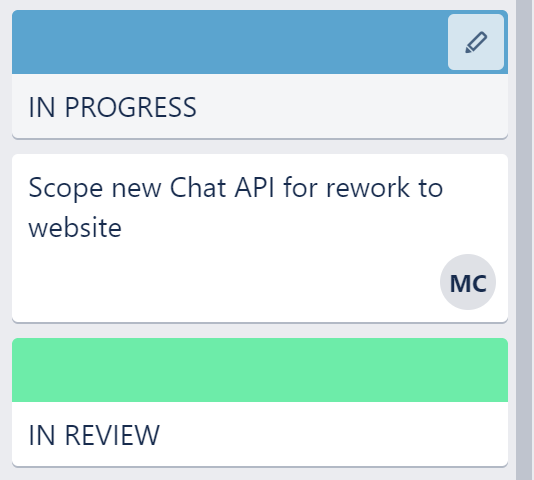 IN PROGRESS
Scope new Chat API for rework to
website
MC
IN REVIEW